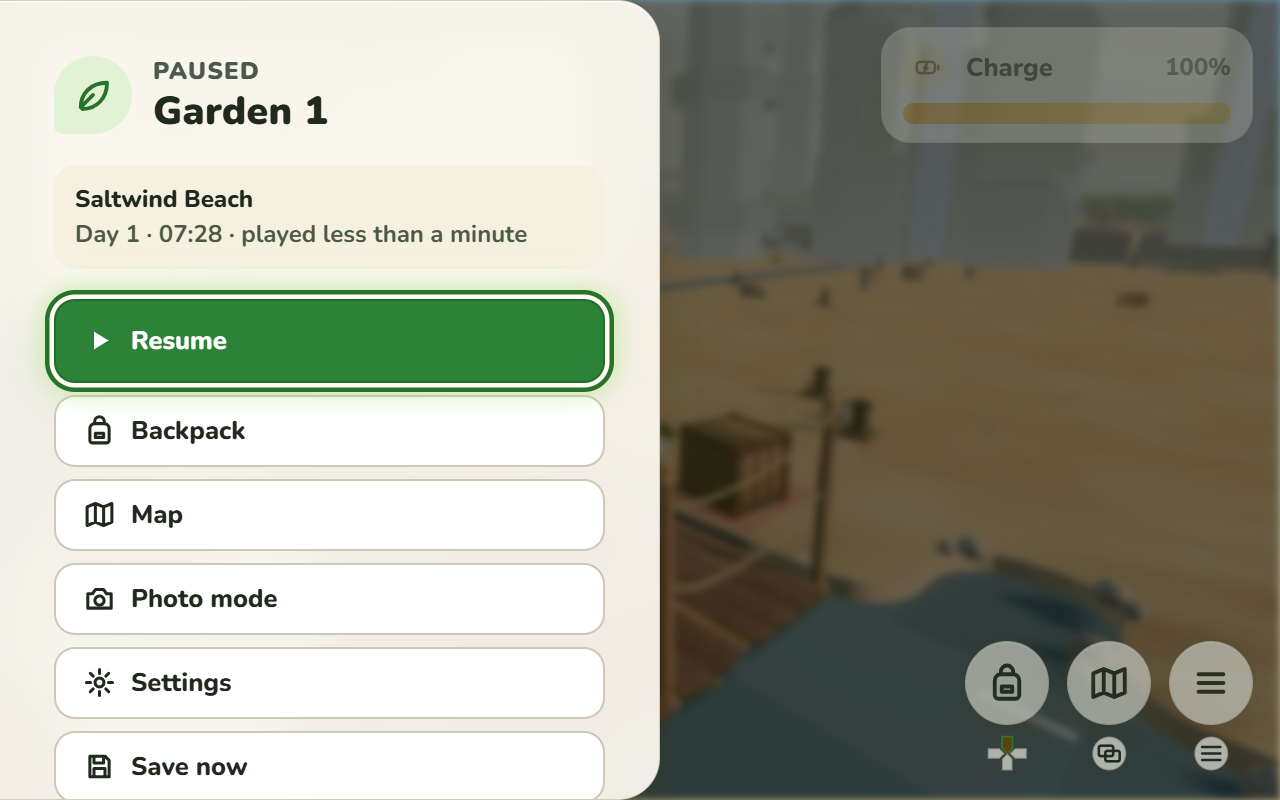 PAUSED
Garden 1
Saltwind Beach
Day 1 · 07:28 · played less than a minute
Resume
Backpack
Map
Photo mode
Settings
Save now
Charge 100%